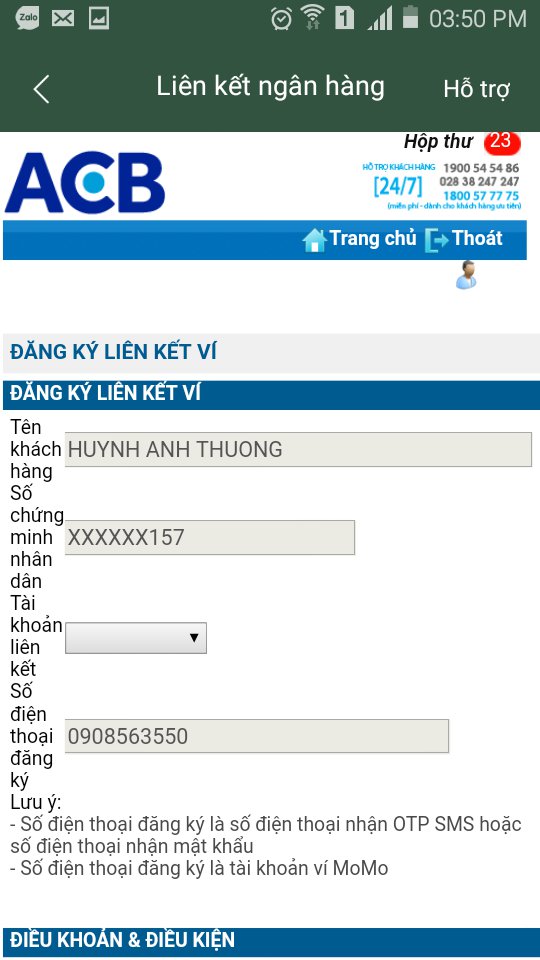 Zalo
1
03:50 PM
Liên kết ngân hàng
Hỗ trợ
Hộp thư 23
ACB
HỖ TRỢ KHÁCH HÀNG
[24/7]
1900 54 54 86
028 38 247 247
1800 57 77 75
(miễn phí - dành cho khách hàng ưu tiên)
Trang chủ
Thoát
ĐĂNG KÝ LIÊN KẾT VÍ
ĐĂNG KÝ LIÊN KẾT VÍ
Tên
khách
hàng
HUYNH ANH THUONG
Số
chứng
minh
nhân
dân
XXXXXX157
Tài
khoản
liên
kết
Số
điện
thoại
đăng
ký
0908563550
Lưu ý:
- Số điện thoại đăng ký là số điện thoại nhận OTP SMS hoặc
số điện thoại nhận mật khẩu
- Số điện thoại đăng ký là tài khoản ví MoMo
ĐIỀU KHOẢN & ĐIỀU KIỆN